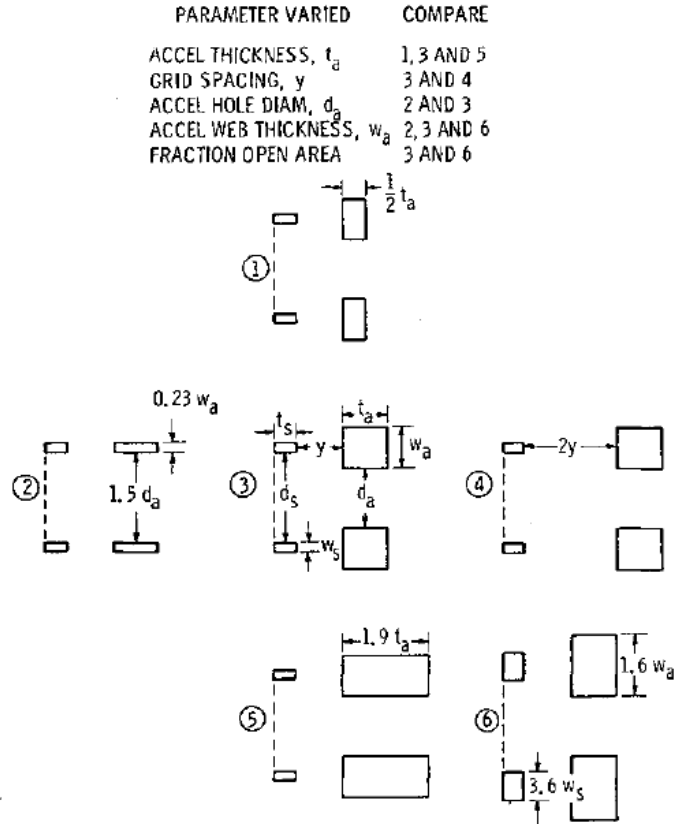 PARAMETER VARIED COMPARE
ACCEL THICKNESS, ta 1, 3 AND 5
GRID SPACING, y 3 AND 4
ACCEL HOLE DIAM, da 2 AND 3
ACCEL WEB THICKNESS, wa 2, 3 AND 6
FRACTION OPEN AREA 3 AND 6
1/2 ta
①
0.23 wa
ts
ta
y
wa
2y
②
1.5 da
③
ds
da
④
ws
1.9 ta
1.6 wa
⑤
⑥
3.6 ws